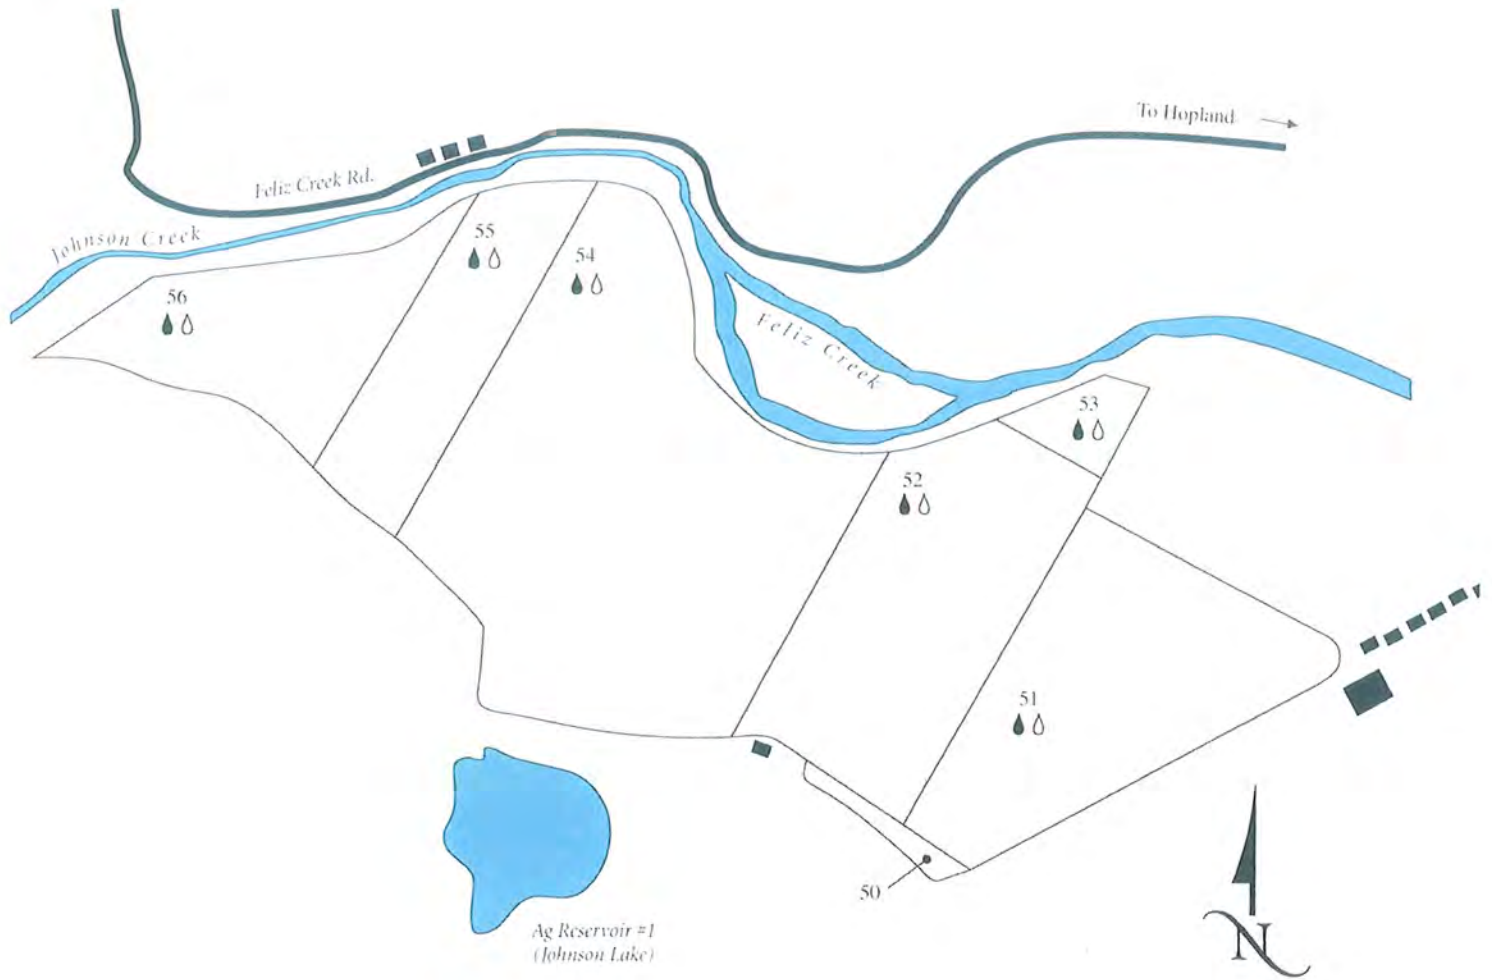 To Hopland
Feliz Creek Rd.
Johnson Creek
55
54
56
Feliz Creek
53
52
51
50
Ag Reservoir #1
(Johnson Lake)
N